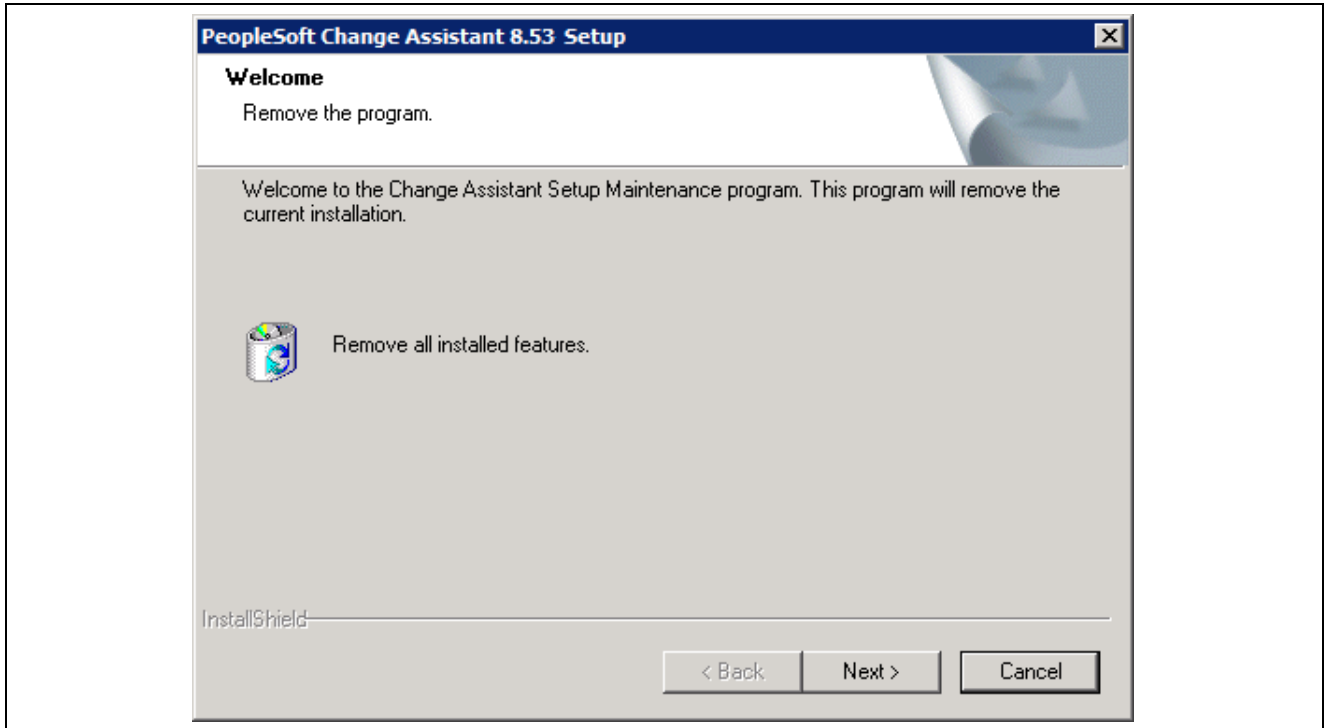 PeopleSoft Change Assistant 8.53 Setup
Welcome
Remove the program.
Welcome to the Change Assistant Setup Maintenance program. This program will remove the
current installation.
Remove all installed features.
InstallShield
< Back
Next >
Cancel